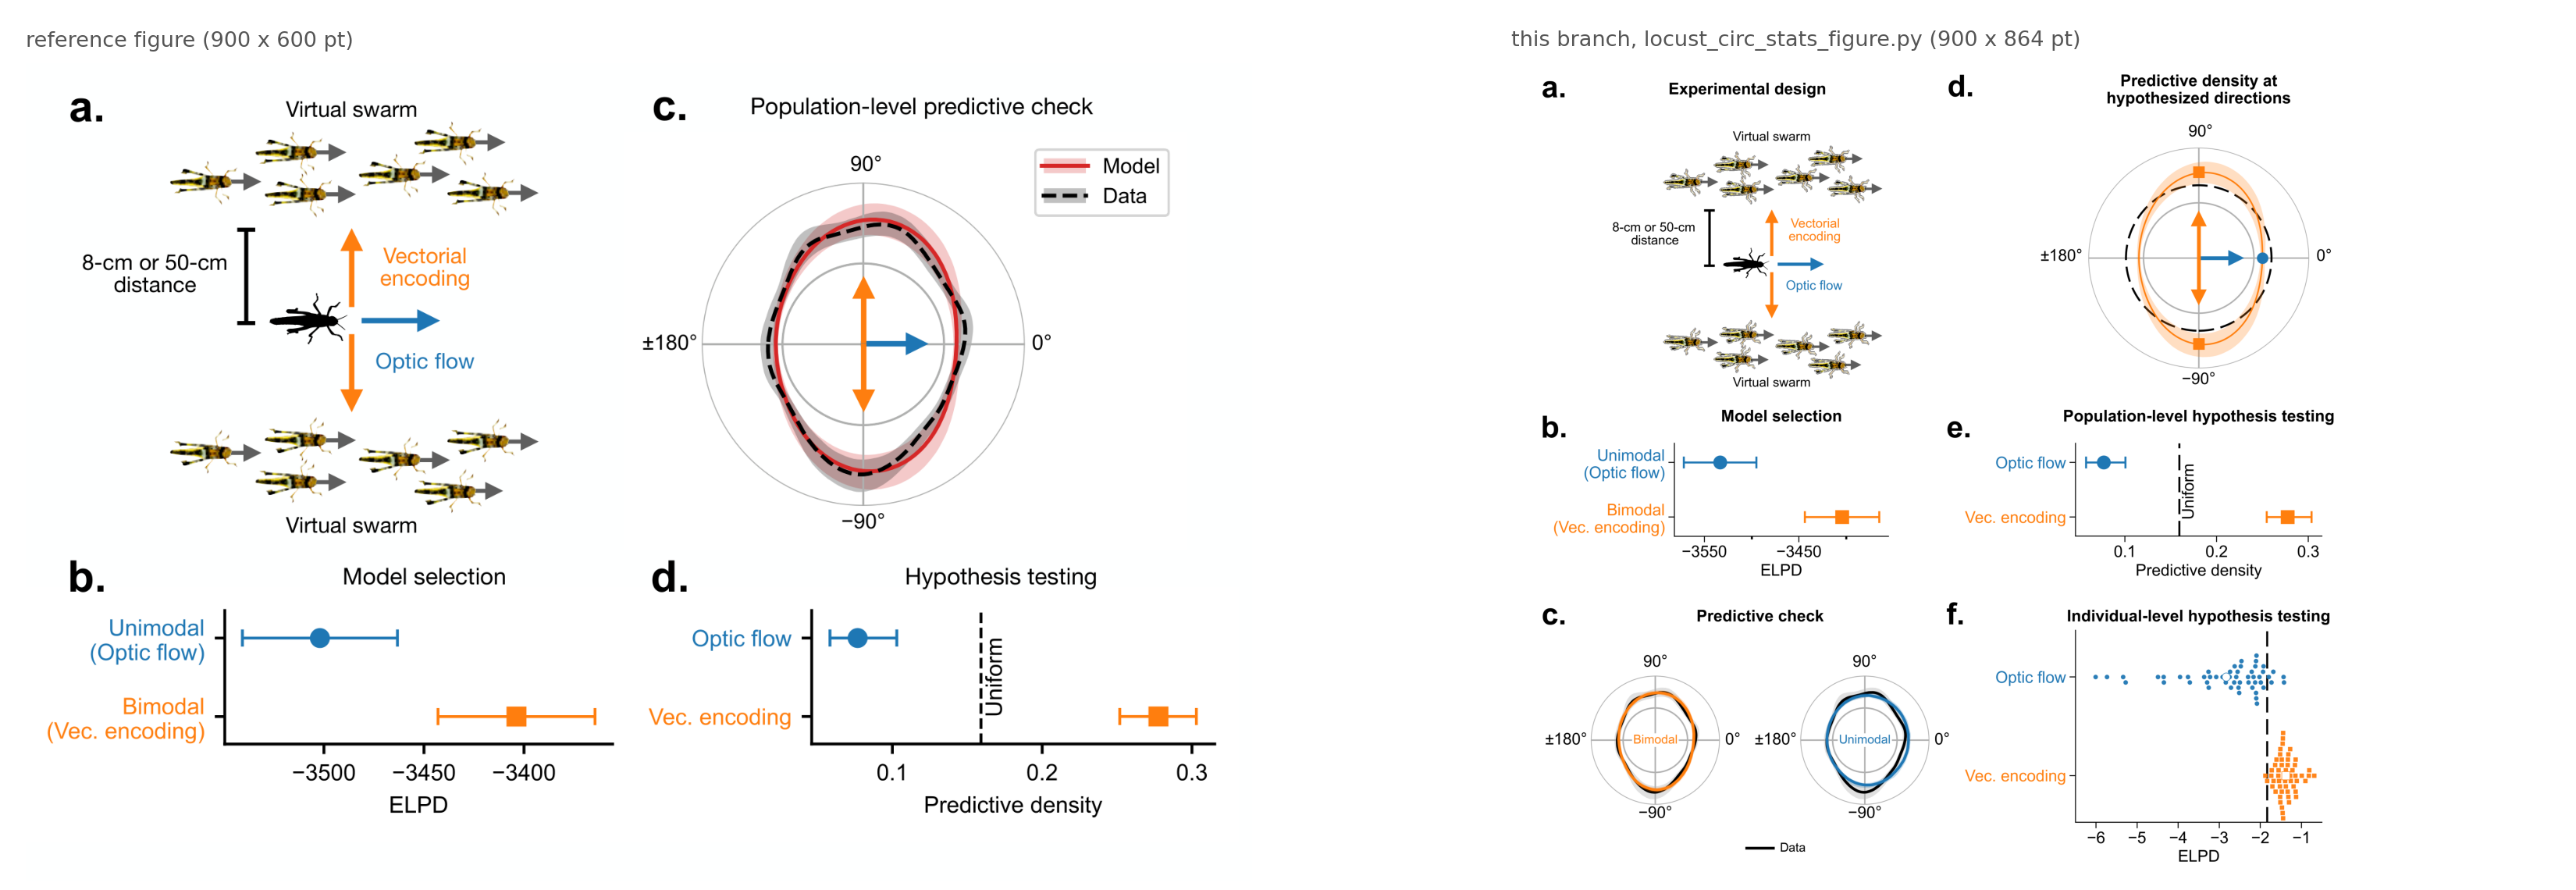 reference figure (900 x 600 pt)
a.
Virtual swarm
8-cm or 50-cm
distance
Vectorial
encoding
Optic flow
Virtual swarm
c.
Population-level predictive check
Model
Data
90°
±180°
0°
−90°
b.
Model selection
Unimodal
(Optic flow)
Bimodal
(Vec. encoding)
−3500
−3450
−3400
ELPD
d.
Hypothesis testing
Optic flow
Vec. encoding
Uniform
0.1
0.2
0.3
Predictive density
this branch, locust_circ_stats_figure.py (900 x 864 pt)
a.
Experimental design
Virtual swarm
8-cm or 50-cm
distance
Vectorial
encoding
Optic flow
Virtual swarm
b.
Model selection
Unimodal
(Optic flow)
Bimodal
(Vec. encoding)
−3550
−3450
ELPD
c.
Predictive check
90°
±180°
Bimodal
0°
−90°
90°
±180°
Unimodal
0°
−90°
Data
d.
Predictive density at
hypothesized directions
90°
±180°
0°
−90°
e.
Population-level hypothesis testing
Optic flow
Vec. encoding
Uniform
0.1
0.2
0.3
Predictive density
f.
Individual-level hypothesis testing
Optic flow
Vec. encoding
−6
−5
−4
−3
−2
−1
ELPD